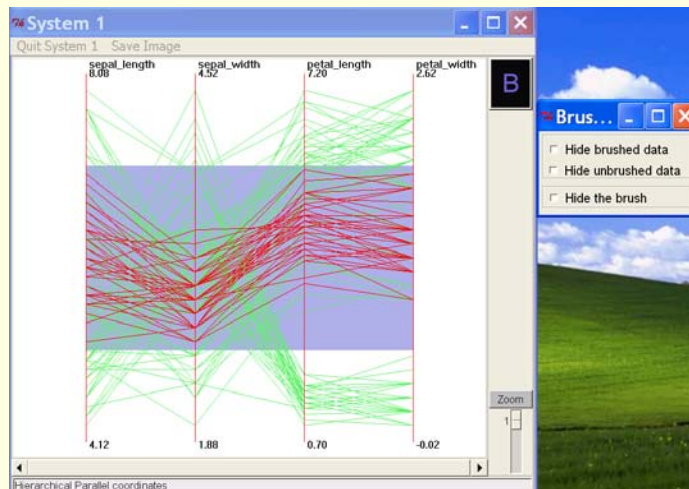 System 1
Quit System 1 Save Image
sepal_length sepal_width petal_length petal_width
8.08 4.52 7.20 2.62
B
4.12 1.88 0.70 -0.02
Zoom
1
Hierarchical Parallel coordinates
Brus...
Hide brushed data
Hide unbrushed data
Hide the brush